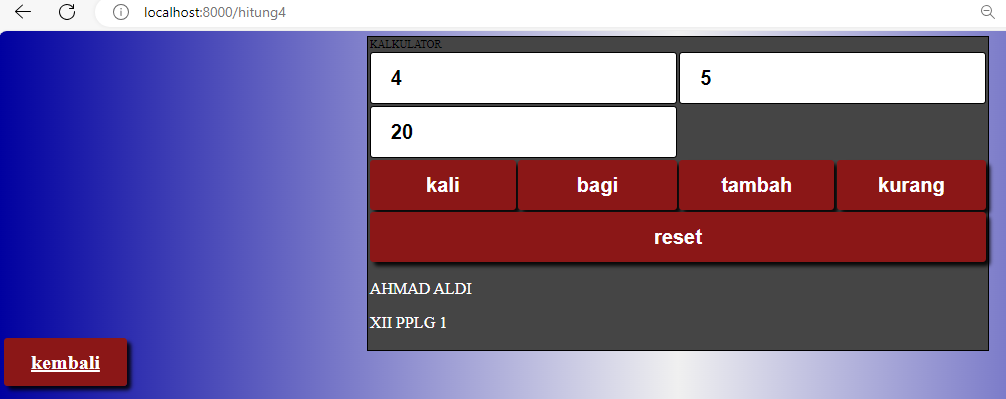 localhost:8000/hitung4
KALKULATOR
4 5
20
kali bagi tambah kurang
reset
AHMAD ALDI
XII PPLG 1
kembali